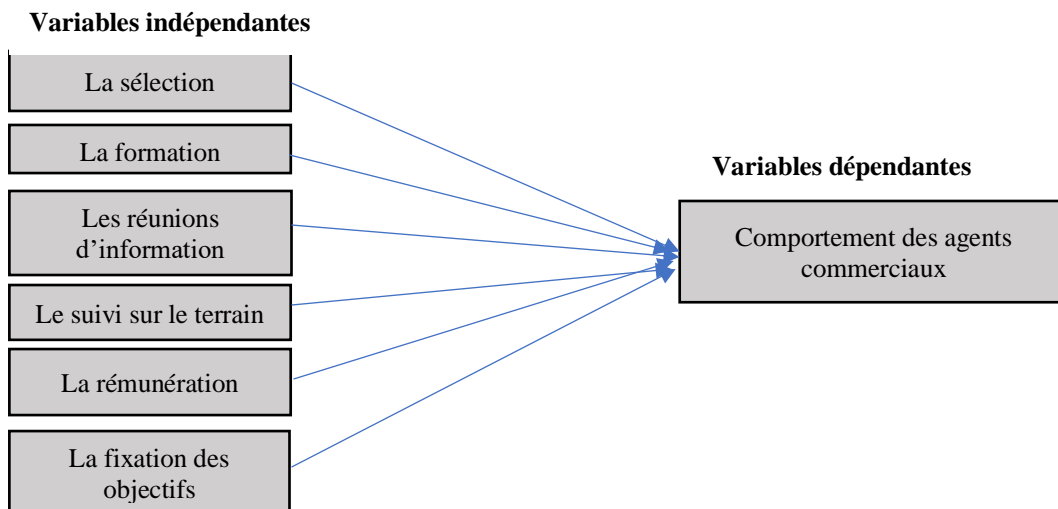 Variables indépendantes
La sélection
La formation
Les réunions
d’information
Le suivi sur le terrain
La rémunération
La fixation des
objectifs
Variables dépendantes
Comportement des agents
commerciaux